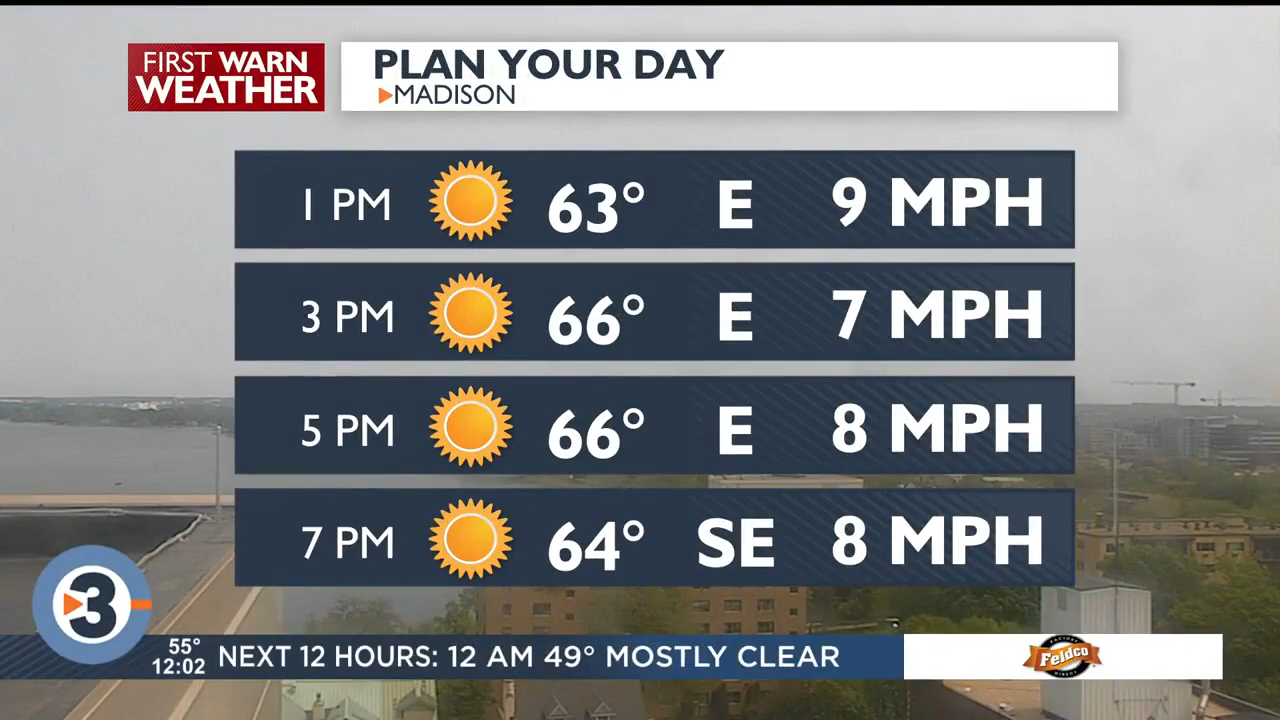 FIRST WARN
WEATHER
PLAN YOUR DAY
MADISON
1 PM 63° E 9 MPH
3 PM 66° E 7 MPH
5 PM 66° E 8 MPH
7 PM 64° SE 8 MPH
3
55°
12:02
NEXT 12 HOURS: 12 AM 49° MOSTLY CLEAR
FACTORY
Feldco
DIRECT